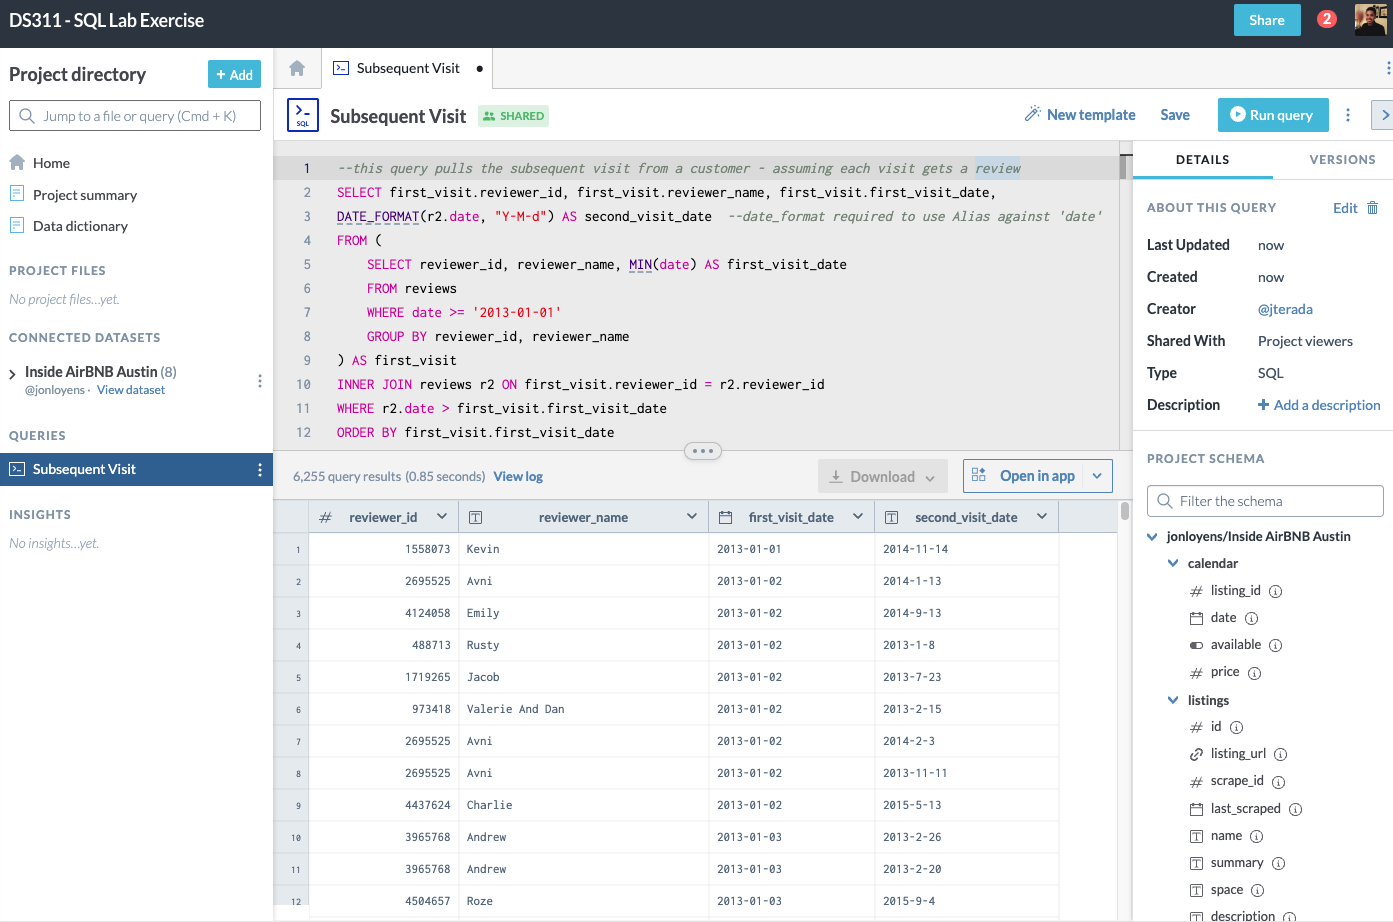 DS311 - SQL Lab Exercise
Share
2
Project directory
+ Add
Jump to a file or query (Cmd + K)
Home
Project summary
Data dictionary
PROJECT FILES
No project files...yet.
CONNECTED DATASETS
Inside AirBNB Austin (8)
@jonloyens · View dataset
QUERIES
Subsequent Visit
INSIGHTS
No insights...yet.
Subsequent Visit
SQL
Subsequent Visit
SHARED
New template
Save
Run query
1 --this query pulls the subsequent visit from a customer - assuming each visit gets a review
2 SELECT first_visit.reviewer_id, first_visit.reviewer_name, first_visit.first_visit_date,
3 DATE_FORMAT(r2.date, "Y-M-d") AS second_visit_date --date_format required to use Alias against 'date'
4 FROM (
5 SELECT reviewer_id, reviewer_name, MIN(date) AS first_visit_date
6 FROM reviews
7 WHERE date >= '2013-01-01'
8 GROUP BY reviewer_id, reviewer_name
9 ) AS first_visit
10 INNER JOIN reviews r2 ON first_visit.reviewer_id = r2.reviewer_id
11 WHERE r2.date > first_visit.first_visit_date
12 ORDER BY first_visit.first_visit_date
6,255 query results (0.85 seconds) View log
Download
Open in app
# reviewer_id T reviewer_name first_visit_date T second_visit_date
1 1558073 Kevin 2013-01-01 2014-11-14
2 2695525 Avni 2013-01-02 2014-1-13
3 4124058 Emily 2013-01-02 2014-9-13
4 488713 Rusty 2013-01-02 2013-1-8
5 1719265 Jacob 2013-01-02 2013-7-23
6 973418 Valerie And Dan 2013-01-02 2013-2-15
7 2695525 Avni 2013-01-02 2014-2-3
8 2695525 Avni 2013-01-02 2013-11-11
9 4437624 Charlie 2013-01-02 2015-5-13
10 3965768 Andrew 2013-01-03 2013-2-26
11 3965768 Andrew 2013-01-03 2013-2-20
12 4504657 Roze 2013-01-03 2015-9-4
DETAILS
VERSIONS
ABOUT THIS QUERY
Edit
Last Updated now
Created now
Creator @jterada
Shared With Project viewers
Type SQL
Description + Add a description
PROJECT SCHEMA
Filter the schema
jonloyens/Inside AirBNB Austin
calendar
# listing_id
date
available
# price
listings
# id
listing_url
# scrape_id
last_scraped
T name
T summary
T space
T description